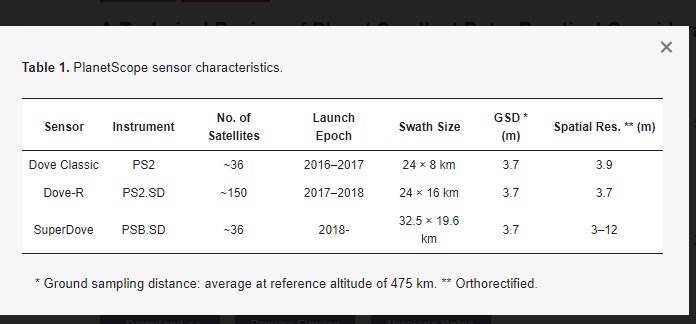 ×
Table 1. PlanetScope sensor characteristics.
Sensor Instrument No. of Satellites Launch Epoch Swath Size GSD * (m) Spatial Res. ** (m)
Dove Classic PS2 ~36 2016–2017 24 × 8 km 3.7 3.9
Dove-R PS2.SD ~150 2017–2018 24 × 16 km 3.7 3.7
SuperDove PSB.SD ~36 2018- 32.5 × 19.6 km 3.7 3–12
* Ground sampling distance: average at reference altitude of 475 km. ** Orthorectified.